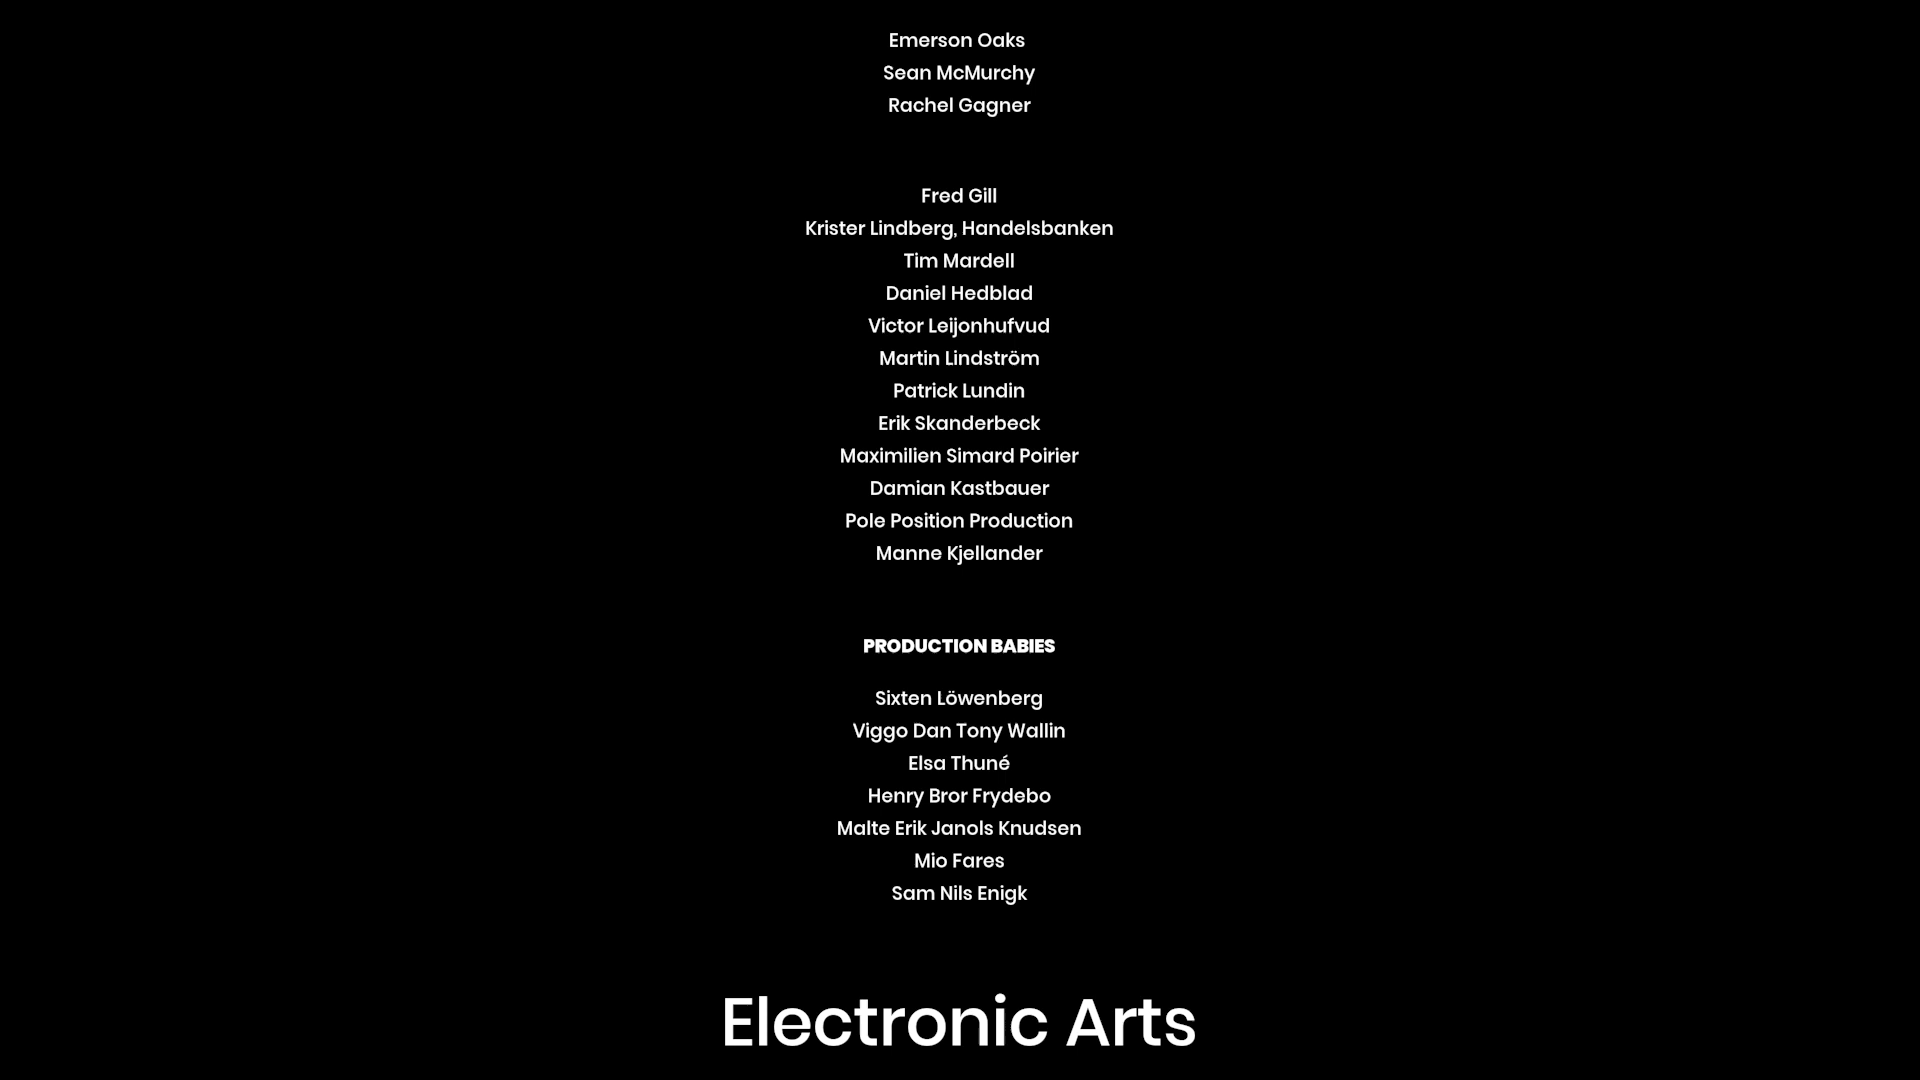 Emerson Oaks
Sean McMurchy
Rachel Gagner
Fred Gill
Krister Lindberg, Handelsbanken
Tim Mardell
Daniel Hedblad
Victor Leijonhufvud
Martin Lindström
Patrick Lundin
Erik Skanderbeck
Maximilien Simard Poirier
Damian Kastbauer
Pole Position Production
Manne Kjellander
PRODUCTION BABIES
Sixten Löwenberg
Viggo Dan Tony Wallin
Elsa Thuné
Henry Bror Frydebo
Malte Erik Janols Knudsen
Mio Fares
Sam Nils Enigk
Electronic Arts